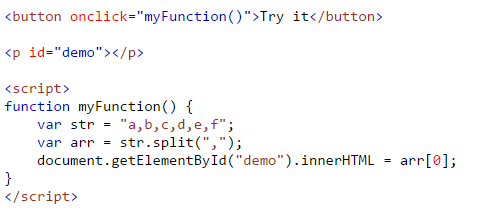 <button onclick="myFunction()">Try it</button>
<p id="demo"></p>
<script>
function myFunction() {
    var str = "a,b,c,d,e,f";
    var arr = str.split(",");
    document.getElementById("demo").innerHTML = arr[0];
}
</script>